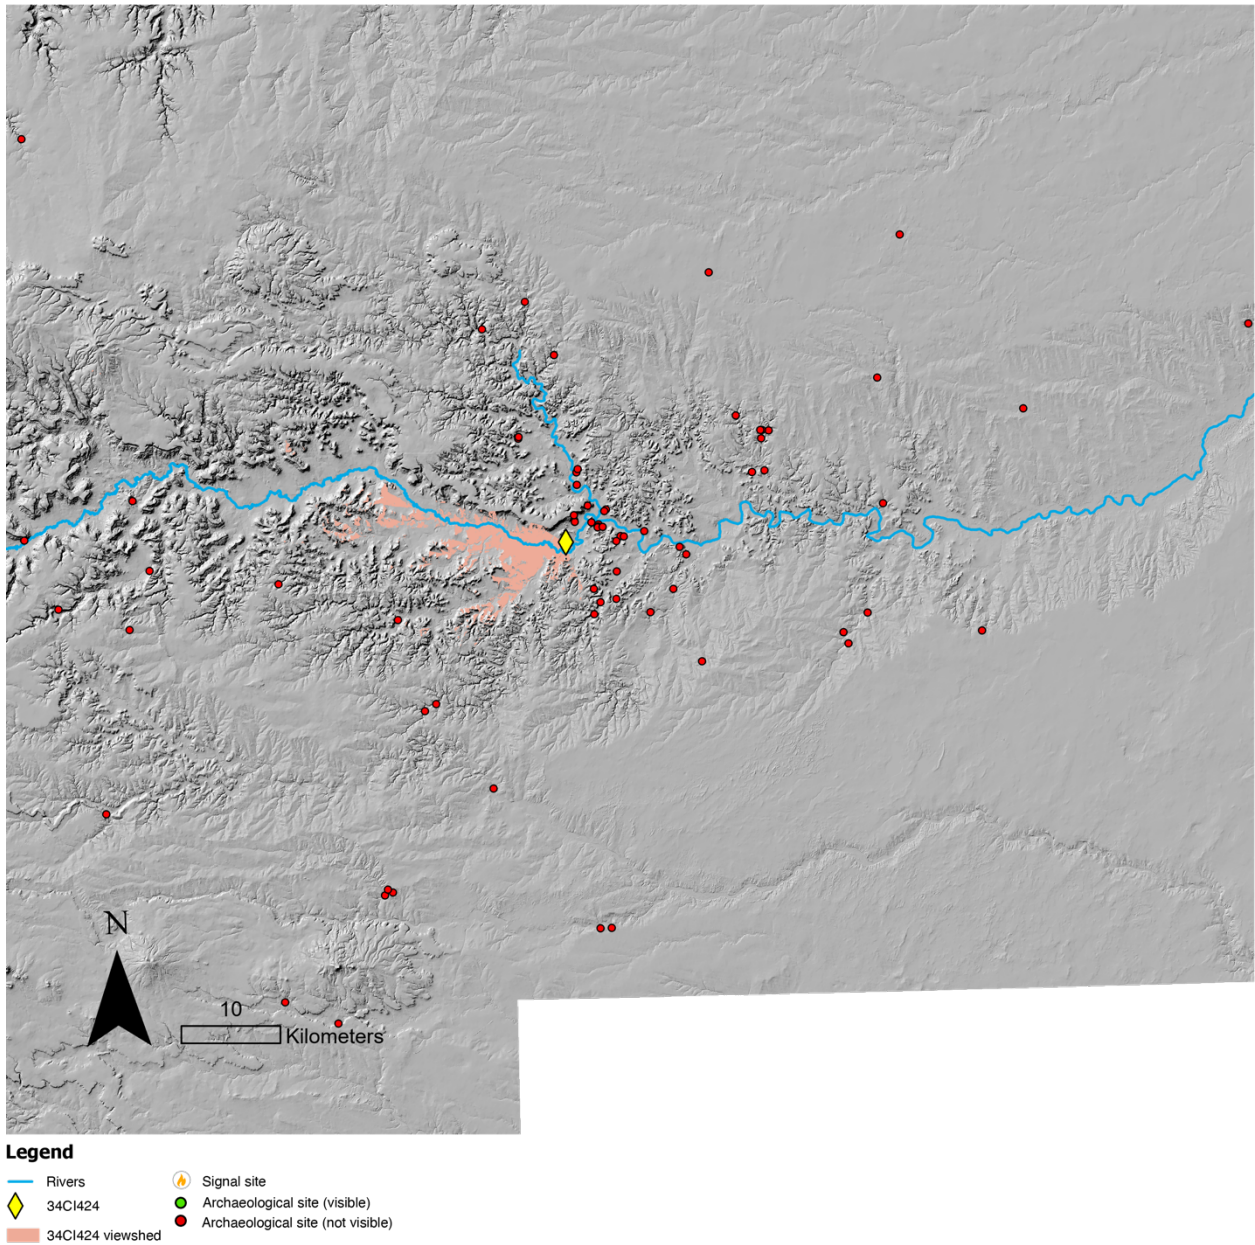 N
10
Kilometers
Legend
Rivers
34CI424
34CI424 viewshed
Signal site
Archaeological site (visible)
Archaeological site (not visible)